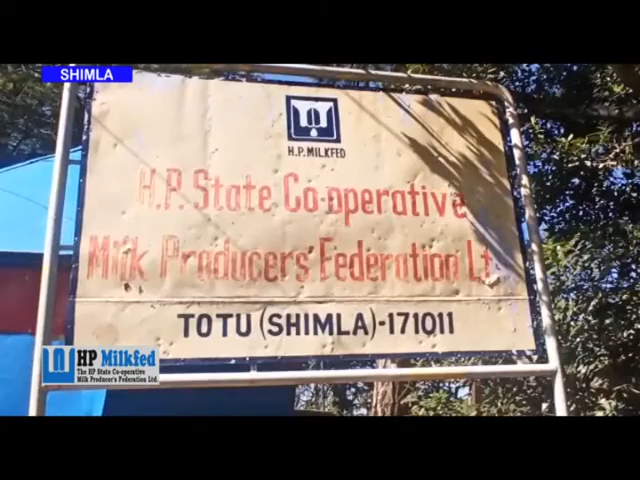 SHIMLA
H.P.MILKFED
H.P. State Co-operative
Milk Producers Federation Lt
TOTU (SHIMLA)-171011
HP Milkfed
The HP State Co-operative
Milk Producer's Federation Ltd.